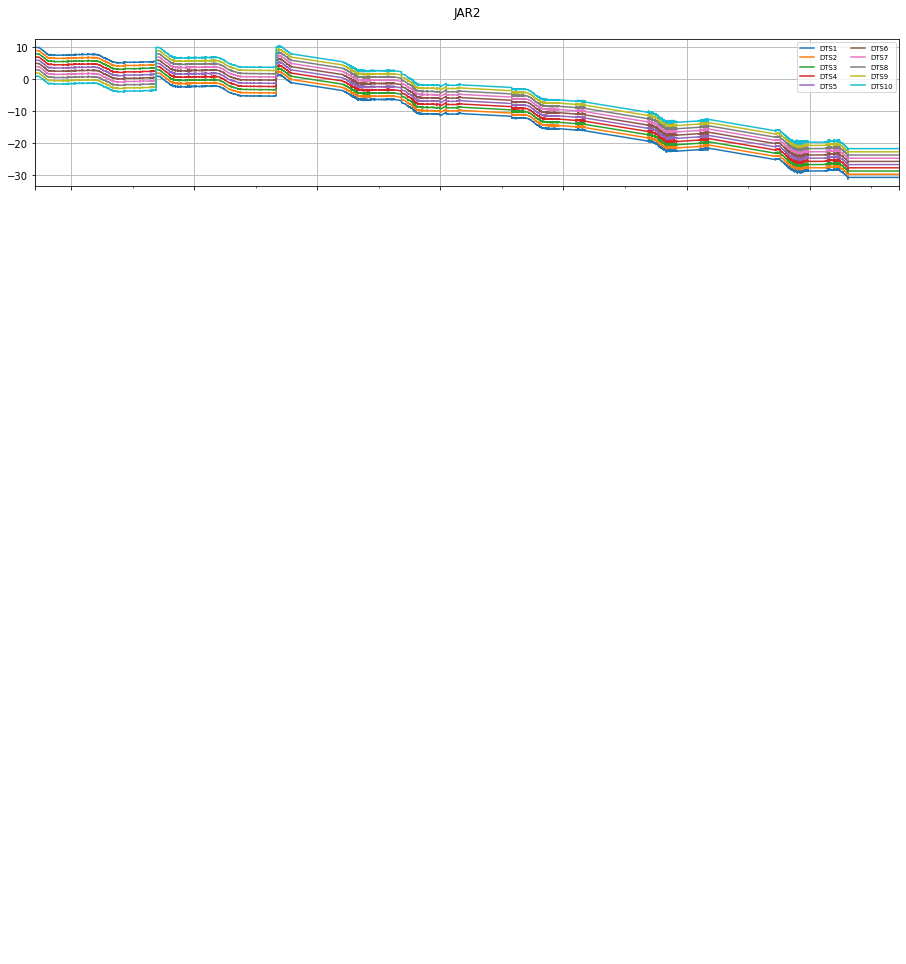 JAR2
10
0
−10
−20
−30
DTS1 DTS6
DTS2 DTS7
DTS3 DTS8
DTS4 DTS9
DTS5 DTS10